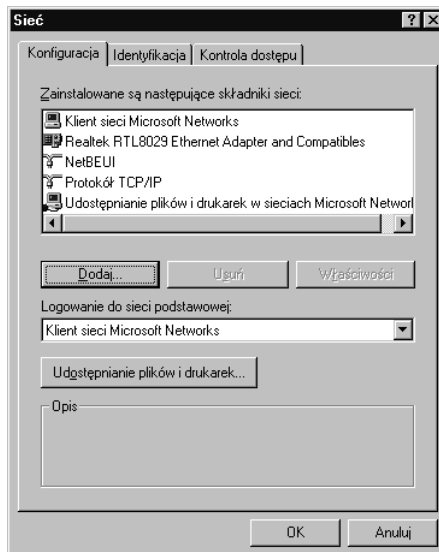 Sieć
Konfiguracja Identyfikacja Kontrola dostępu
Zainstalowane są następujące składniki sieci:
Klient sieci Microsoft Networks
Realtek RTL8029 Ethernet Adapter and Compatibles
NetBEUI
Protokół TCP/IP
Udostępnianie plików i drukarek w sieciach Microsoft Networl
Dodaj... Usuń Właściwości
Logowanie do sieci podstawowej:
Klient sieci Microsoft Networks
Udostępnianie plików i drukarek...
Opis
OK Anuluj